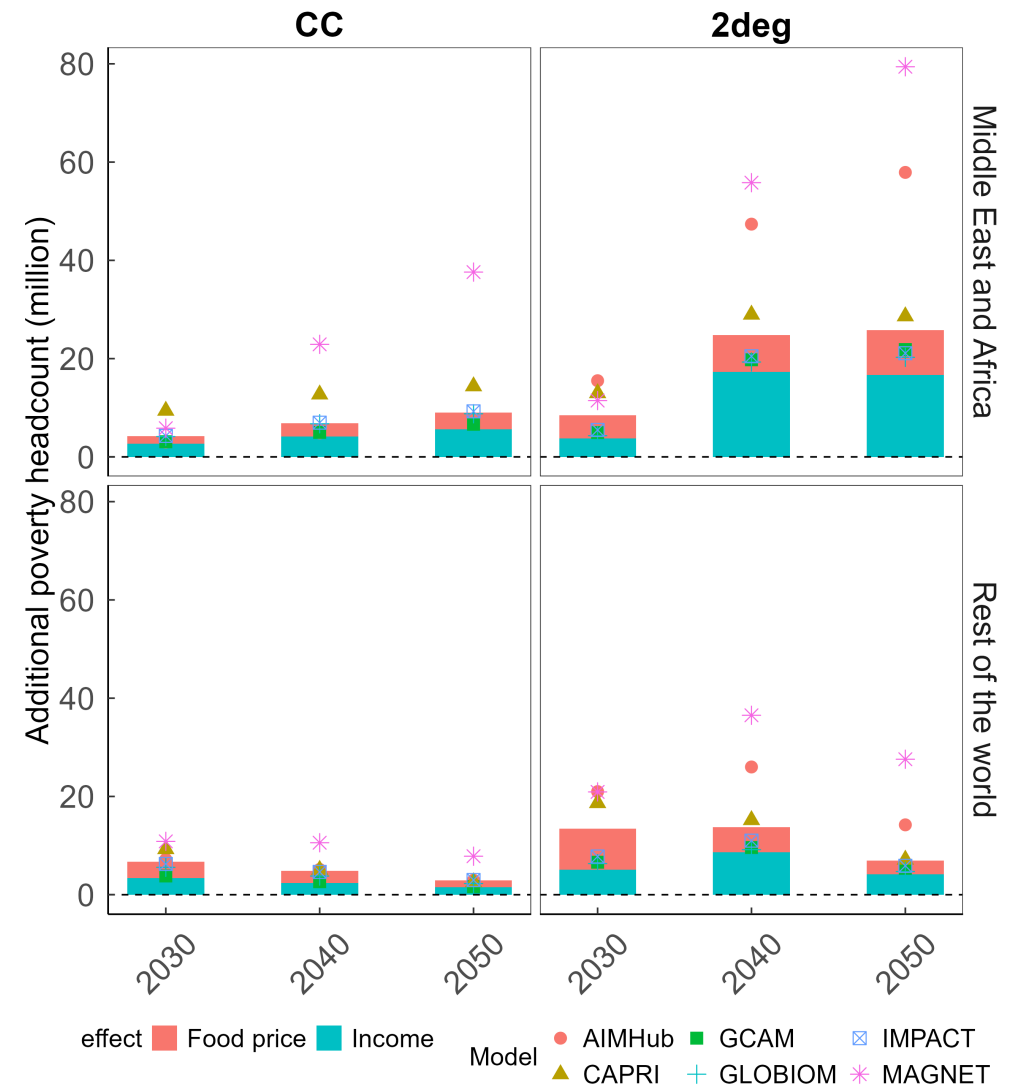 CC
2deg
Additional poverty headcount (million)
80
60
40
20
0
Middle East and Africa
80
60
40
20
0
Rest of the world
2030
2040
2050
2030
2040
2050
effect
Food price
Income
Model
AIMHub
GCAM
IMPACT
CAPRI
GLOBIOM
MAGNET